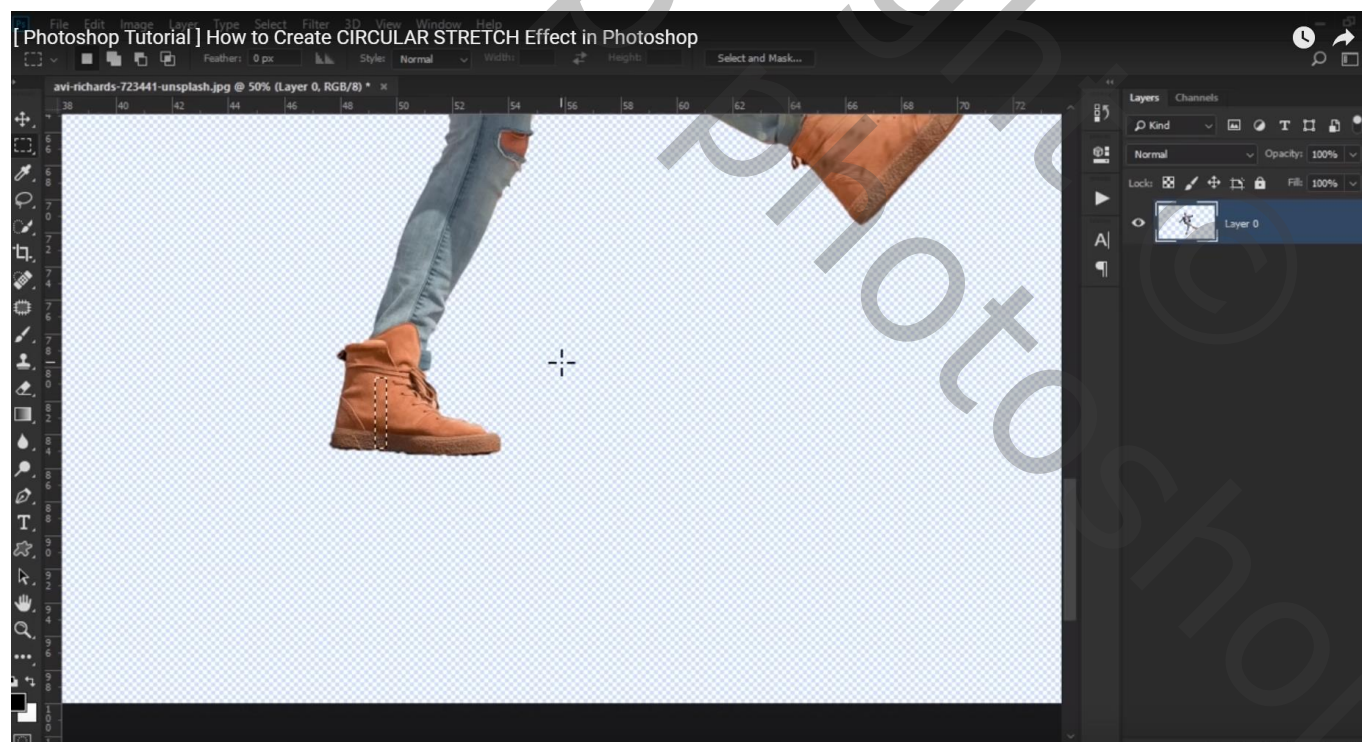 File Edit Image Layer Type Select Filter 3D View Window Help
[ Photoshop Tutorial ] How to Create CIRCULAR STRETCH Effect in Photoshop
Feather: 0 px Style: Normal Width: Height: Select and Mask...
avi-richards-723441-unsplash.jpg @ 50% (Layer 0, RGB/8) * ×
38 40 42 44 46 48 50 52 54 56 58 60 62 64 66 68 70 72
Layers Channels
Kind
Normal Opacity: 100%
Lock: Fill: 100%
Layer 0
photosho
©